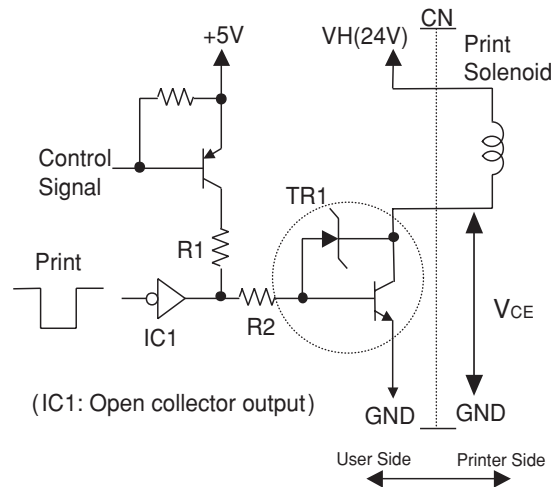 CN
+5V
VH(24V)
Print
Solenoid
Control
Signal
TR1
R1
Print
IC1
R2
VCE
(IC1: Open collector output)
GND
GND
User Side
Printer Side